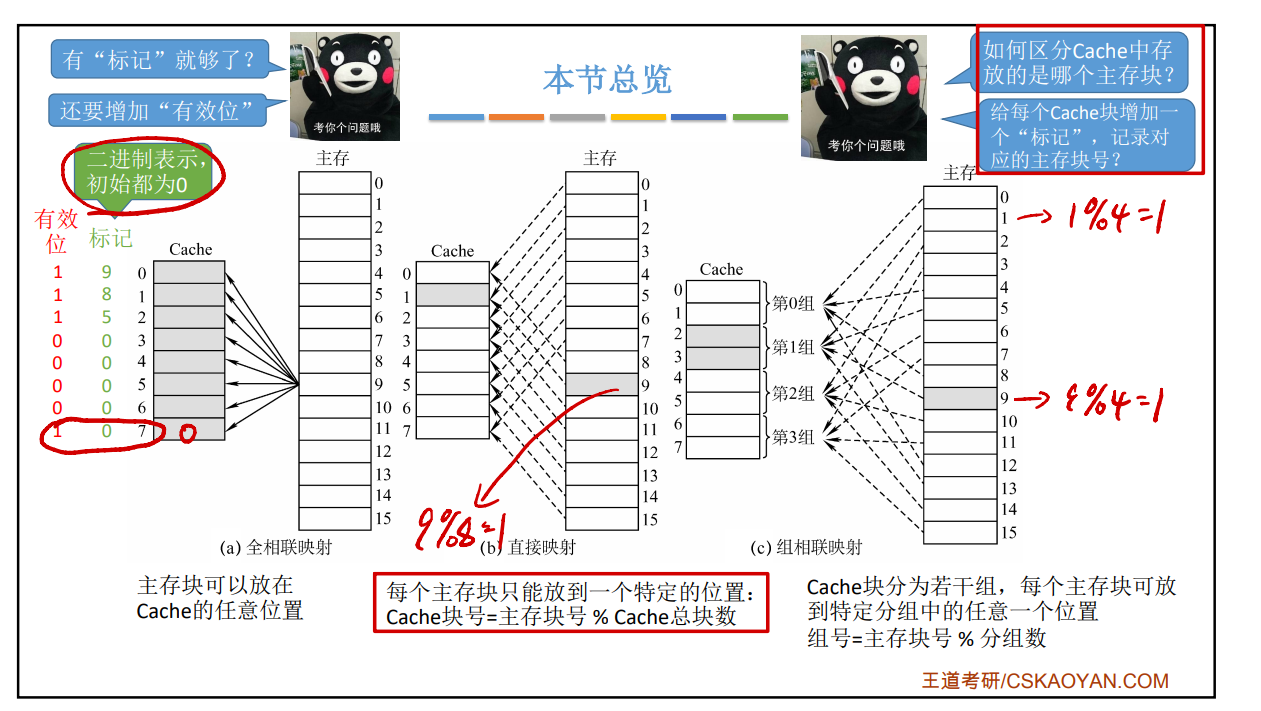 有“标记”就够了?
还要增加“有效位”
考你个问题哦
本节总览
考你个问题哦
如何区分Cache中存
放的是哪个主存块?
给每个Cache块增加一
个“标记”,记录对
应的主存块号?
二进制表示,
初始都为0
有效
位
标记
Cache
1 9 0
1 8 1
1 5 2
0 0 3
0 0 4
0 0 5
0 0 6
1 0 7 0
主存
0
1
2
3
4
5
6
7
8
9
10
11
12
13
14
15
(a) 全相联映射
主存块可以放在
Cache的任意位置
Cache
0
1
2
3
4
5
6
7
主存
0
1
2
3
4
5
6
7
8
9
10
11
12
13
14
15
9%8=1
(b) 直接映射
每个主存块只能放到一个特定的位置:
Cache块号=主存块号 % Cache总块数
Cache
0
1
2
3
4
5
6
7
第0组
第1组
第2组
第3组
主存
0
1 → 1%4=1
2
3
4
5
6
7
8
9 → 9%4=1
10
11
12
13
14
15
(c) 组相联映射
Cache块分为若干组,每个主存块可放
到特定分组中的任意一个位置
组号=主存块号 % 分组数
王道考研/CSKAOYAN.COM